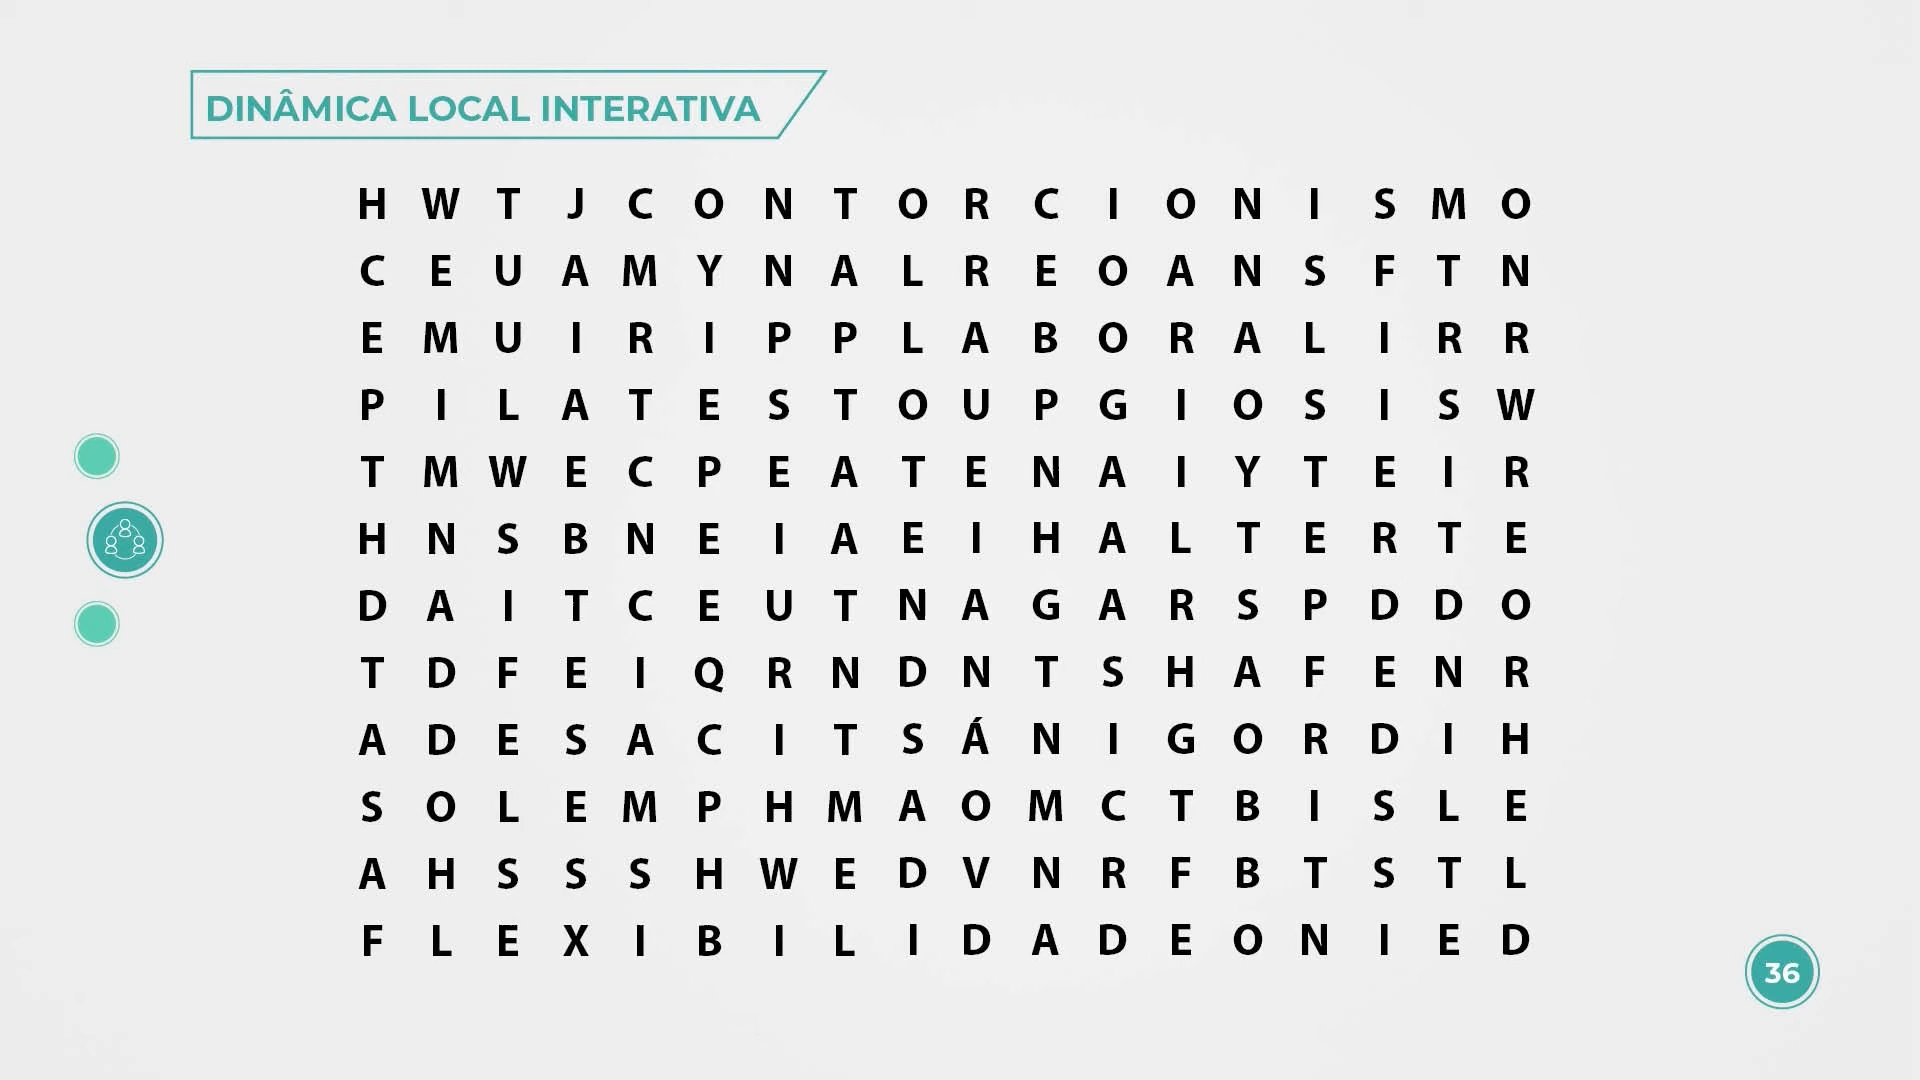 DINÂMICA LOCAL INTERATIVA
H W T J C O N T O R C I O N I S M O
C E U A M Y N A L R E O A N S F T N
E M U I R I P P L A B O R A L I R R
P I L A T E S T O U P G I O S I S W
T M W E C P E A T E N A I Y T E I R
H N S B N E I A E I H A L T E R T E
D A I T C E U T N A G A R S P D D O
T D F E I Q R N D N T S H A F E N R
A D E S A C I T S Á N I G O R D I H
S O L E M P H M A O M C T B I S L E
A H S S S H W E D V N R F B T S T L
F L E X I B I L I D A D E O N I E D
36